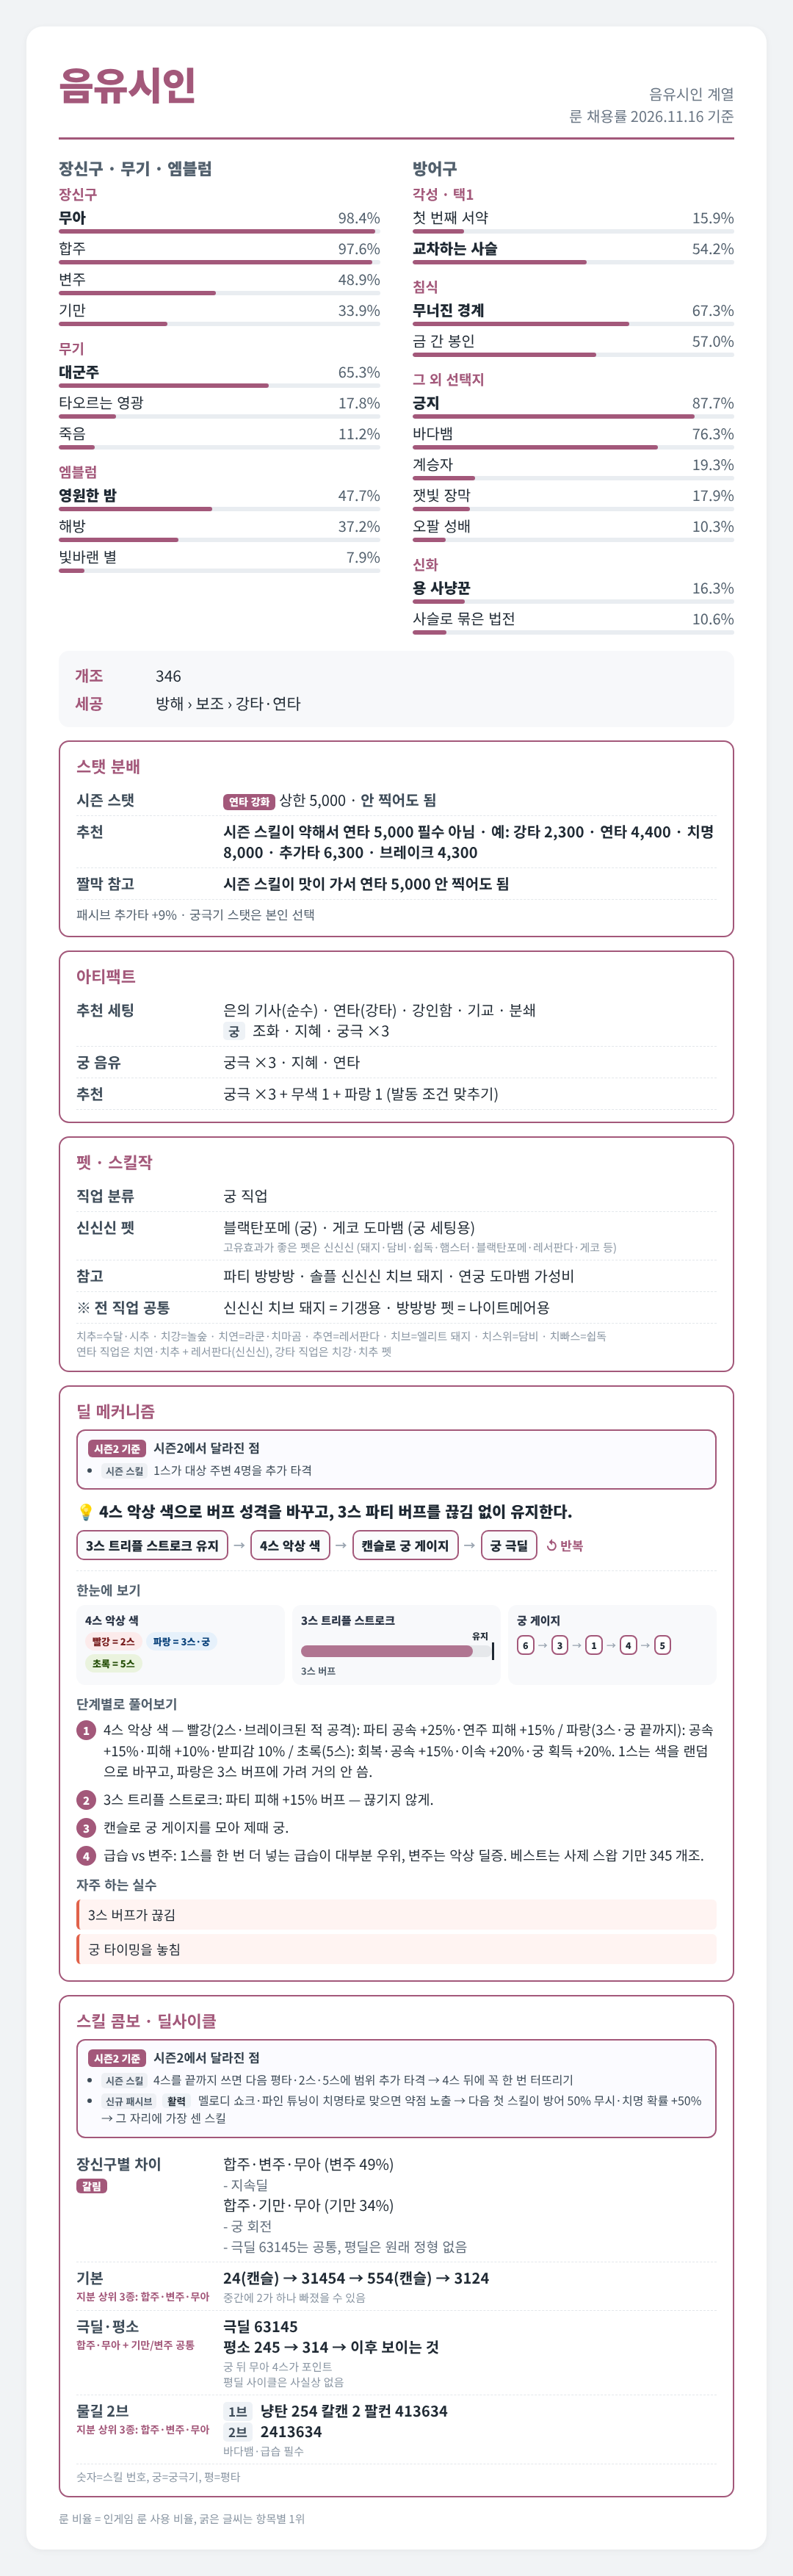 음유시인
음유시인 계열
룬 채용률 2026.11.16 기준
장신구 · 무기 · 엠블럼
장신구
무아 98.4%
합주 97.6%
변주 48.9%
기만 33.9%
무기
대군주 65.3%
타오르는 영광 17.8%
죽음 11.2%
엠블럼
영원한 밤 47.7%
해방 37.2%
빛바랜 별 7.9%
방어구
각성 · 택1
첫 번째 서약 15.9%
교차하는 사슬 54.2%
침식
무너진 경계 67.3%
금 간 봉인 57.0%
그 외 선택지
긍지 87.7%
바다뱀 76.3%
계승자 19.3%
잿빛 장막 17.9%
오팔 성배 10.3%
신화
용 사냥꾼 16.3%
사슬로 묶은 법전 10.6%
개조 346
세공 방해 › 보조 › 강타·연타
스탯 분배
시즌 스탯 연타 강화 상한 5,000 · 안 찍어도 됨
추천 시즌 스킬이 약해서 연타 5,000 필수 아님 · 예: 강타 2,300 · 연타 4,400 · 치명
8,000 · 추가타 6,300 · 브레이크 4,300
짤막 참고 시즌 스킬이 맛이 가서 연타 5,000 안 찍어도 됨
패시브 추가타 +9% · 궁극기 스탯은 본인 선택
아티팩트
추천 세팅 은의 기사(순수) · 연타(강타) · 강인함 · 기교 · 분쇄
궁 조화 · 지혜 · 궁극 ×3
궁 음유 궁극 ×3 · 지혜 · 연타
추천 궁극 ×3 + 무색 1 + 파랑 1 (발동 조건 맞추기)
펫 · 스킬작
직업 분류 궁 직업
신신신 펫 블랙탄포메 (궁) · 게코 도마뱀 (궁 세팅용)
고유효과가 좋은 펫은 신신신 (돼지·담비·쉽독·햄스터·블랙탄포메·레서판다·게코 등)
참고 파티 방방방 · 솔플 신신신 치브 돼지 · 연궁 도마뱀 가성비
※ 전 직업 공통 신신신 치브 돼지 = 기갱용 · 방방방 펫 = 나이트메어용
치추=수달·시추 · 치강=놀숲 · 치연=라쿤·치마곰 · 추연=레서판다 · 치브=엘리트 돼지 · 치스위=담비 · 치빠스=쉽독
연타 직업은 치연·치추 + 레서판다(신신신), 강타 직업은 치강·치추 펫
딜 메커니즘
시즌2 기준 시즌2에서 달라진 점
• 시즌 스킬 1스가 대상 주변 4명을 추가 타격
💡 4스 악상 색으로 버프 성격을 바꾸고, 3스 파티 버프를 끊김 없이 유지한다.
3스 트리플 스트로크 유지 → 4스 악상 색 → 캔슬로 궁 게이지 → 궁 극딜 ↺ 반복
한눈에 보기
4스 악상 색
빨강 = 2스 파랑 = 3스·궁
초록 = 5스
3스 트리플 스트로크
유지
3스 버프
궁 게이지
6 → 3 → 1 → 4 → 5
단계별로 풀어보기
1 4스 악상 색 — 빨강(2스·브레이크된 적 공격): 파티 공속 +25%·연주 피해 +15% / 파랑(3스·궁 끝까지): 공속
+15%·피해 +10%·받피감 10% / 초록(5스): 회복·공속 +15%·이속 +20%·궁 획득 +20%. 1스는 색을 랜덤
으로 바꾸고, 파랑은 3스 버프에 가려 거의 안 씀.
2 3스 트리플 스트로크: 파티 피해 +15% 버프 — 끊기지 않게.
3 캔슬로 궁 게이지를 모아 제때 궁.
4 급습 vs 변주: 1스를 한 번 더 넣는 급습이 대부분 우위, 변주는 악상 딜증. 베스트는 사제 스왑 기만 345 개조.
자주 하는 실수
3스 버프가 끊김
궁 타이밍을 놓침
스킬 콤보 · 딜사이클
시즌2 기준 시즌2에서 달라진 점
• 시즌 스킬 4스를 끝까지 쓰면 다음 평타·2스·5스에 범위 추가 타격 → 4스 뒤에 꼭 한 번 터뜨리기
• 신규 패시브 활력 멜로디 쇼크·파인 튜닝이 치명타로 맞으면 약점 노출 → 다음 첫 스킬이 방어 50% 무시·치명 확률 +50%
→ 그 자리에 가장 센 스킬
장신구별 차이 합주·변주·무아 (변주 49%)
갈림 - 지속딜
합주·기만·무아 (기만 34%)
- 궁 회전
- 극딜 63145는 공통, 평딜은 원래 정형 없음
기본 24(캔슬) → 31454 → 554(캔슬) → 3124
지분 상위 3종: 합주·변주·무아 중간에 2가 하나 빠졌을 수 있음
극딜·평소 극딜 63145
합주·무아 + 기만/변주 공통 평소 245 → 314 → 이후 보이는 것
궁 뒤 무아 4스가 포인트
평딜 사이클은 사실상 없음
물길 2브 1브 냥탄 254 칼캔 2 팔컨 413634
지분 상위 3종: 합주·변주·무아 2브 2413634
바다뱀·급습 필수
숫자=스킬 번호, 궁=궁극기, 평=평타
룬 비율 = 인게임 룬 사용 비율, 굵은 글씨는 항목별 1위